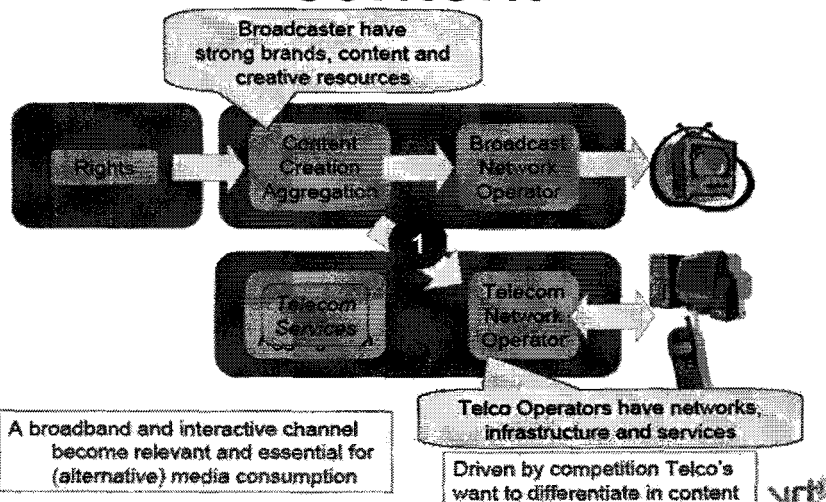 Broadcaster have
strong brands, content and
creative resources
Rights
Content
Creation
Aggregation
Broadcast
Network
Operator
1
Telecom
Services
Telecom
Network
Operator
Telco Operators have networks,
infrastructure and services
A broadband and interactive channel
become relevant and essential for
(alternative) media consumption
Driven by competition Telco's
want to differentiate in content